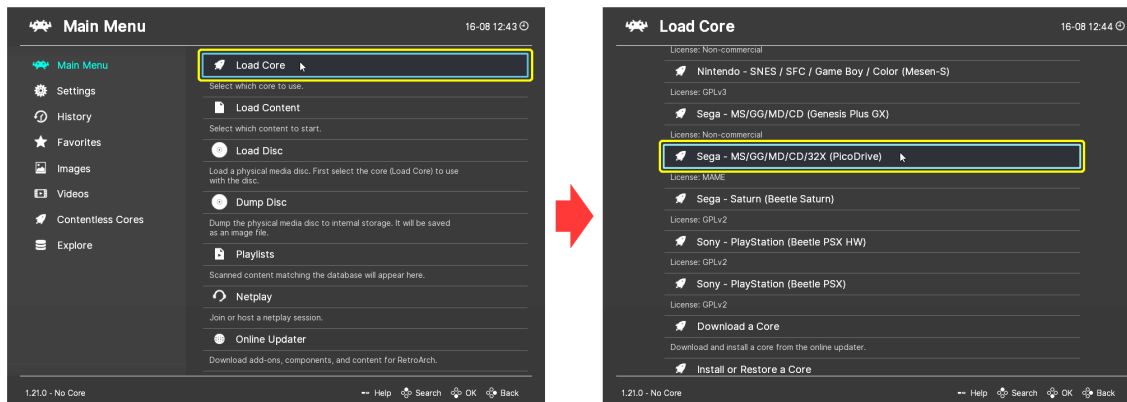 Main Menu
16-08 12:43
Main Menu
Settings
History
Favorites
Images
Videos
Contentless Cores
Explore
Load Core
Select which core to use.
Load Content
Select which content to start.
Load Disc
Load a physical media disc. First select the core (Load Core) to use
with the disc.
Dump Disc
Dump the physical media disc to internal storage. It will be saved
as an image file.
Playlists
Scanned content matching the database will appear here.
Netplay
Join or host a netplay session.
Online Updater
Download add-ons, components, and content for RetroArch.
1.21.0 - No Core
Help
Search
OK
Back
Load Core
16-08 12:44
License: Non-commercial
Nintendo - SNES / SFC / Game Boy / Color (Mesen-S)
License: GPLv3
Sega - MS/GG/MD/CD (Genesis Plus GX)
License: Non-commercial
Sega - MS/GG/MD/CD/32X (PicoDrive)
License: MAME
Sega - Saturn (Beetle Saturn)
License: GPLv2
Sony - PlayStation (Beetle PSX HW)
License: GPLv2
Sony - PlayStation (Beetle PSX)
License: GPLv2
Download a Core
Download and install a core from the online updater.
Install or Restore a Core
1.21.0 - No Core
Help
Search
OK
Back